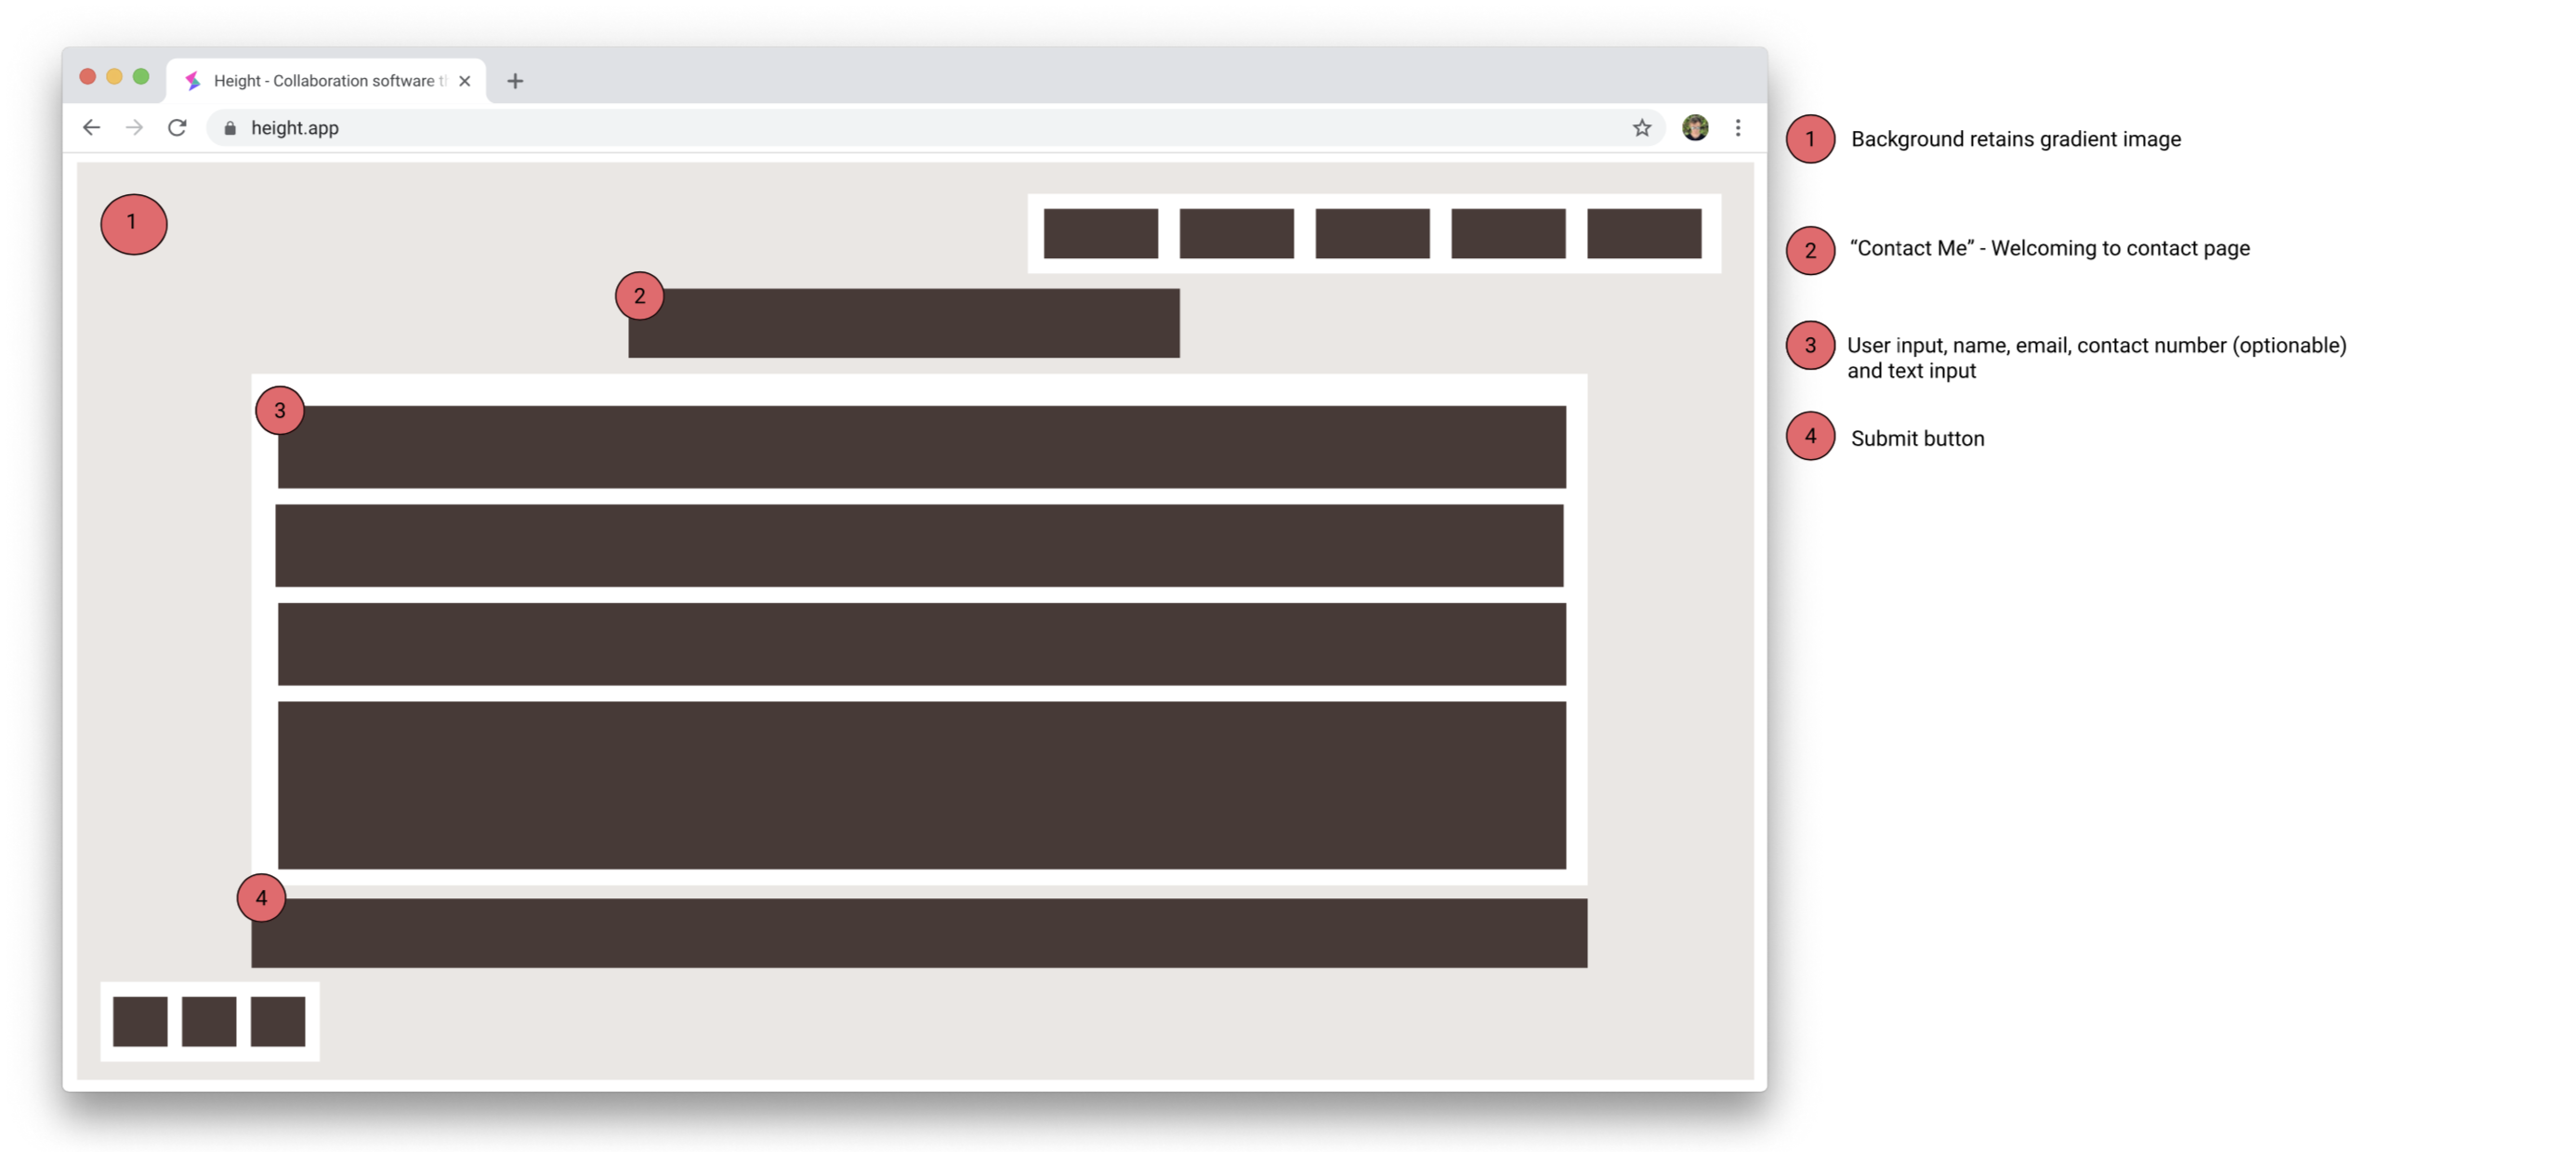 Height - Collaboration software
height.app
1
2
3
4
1 Background retains gradient image
2 “Contact Me” - Welcoming to contact page
3 User input, name, email, contact number (optionable)
and text input
4 Submit button